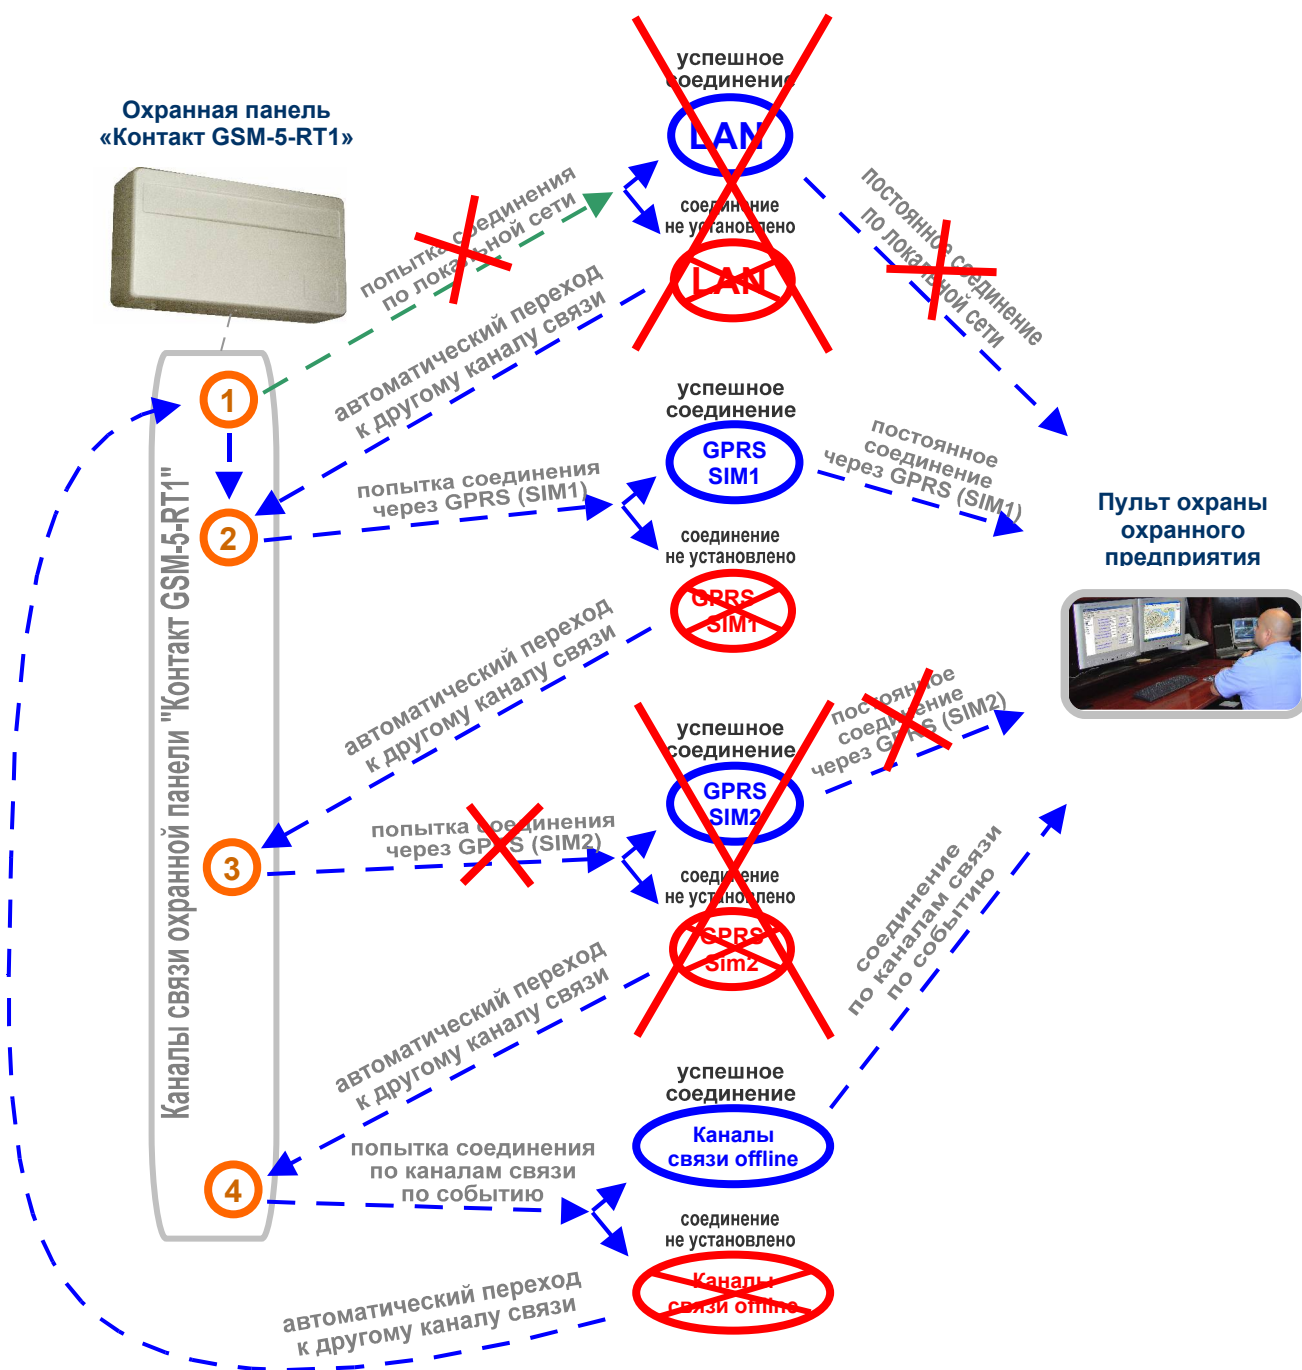 Охранная панель
«Контакт GSM-5-RT1»
успешное
соединение
LAN
попытка соединения
по локальной сети
соединение
не установлено
LAN
постоянное соединение
по локальной сети
автоматический переход
к другому каналу связи
Каналы связи охранной панели "Контакт GSM-5-RT1"
1
2
3
4
успешное
соединение
GPRS
SIM1
попытка соединения
через GPRS (SIM1)
постоянное
соединение
через GPRS (SIM1)
соединение
не установлено
GPRS
SIM1
автоматический переход
к другому каналу связи
Пульт охраны
охранного
предприятия
успешное
соединение
GPRS
SIM2
попытка соединения
через GPRS (SIM2)
постоянное
соединение
через GPRS (SIM2)
соединение
не установлено
GPRS
Sim2
автоматический переход
к другому каналу связи
соединение
по каналам связи
по событию
успешное
соединение
Каналы
связи offline
попытка соединения
по каналам связи
по событию
соединение
не установлено
Каналы
связи offline
автоматический переход
к другому каналу связи